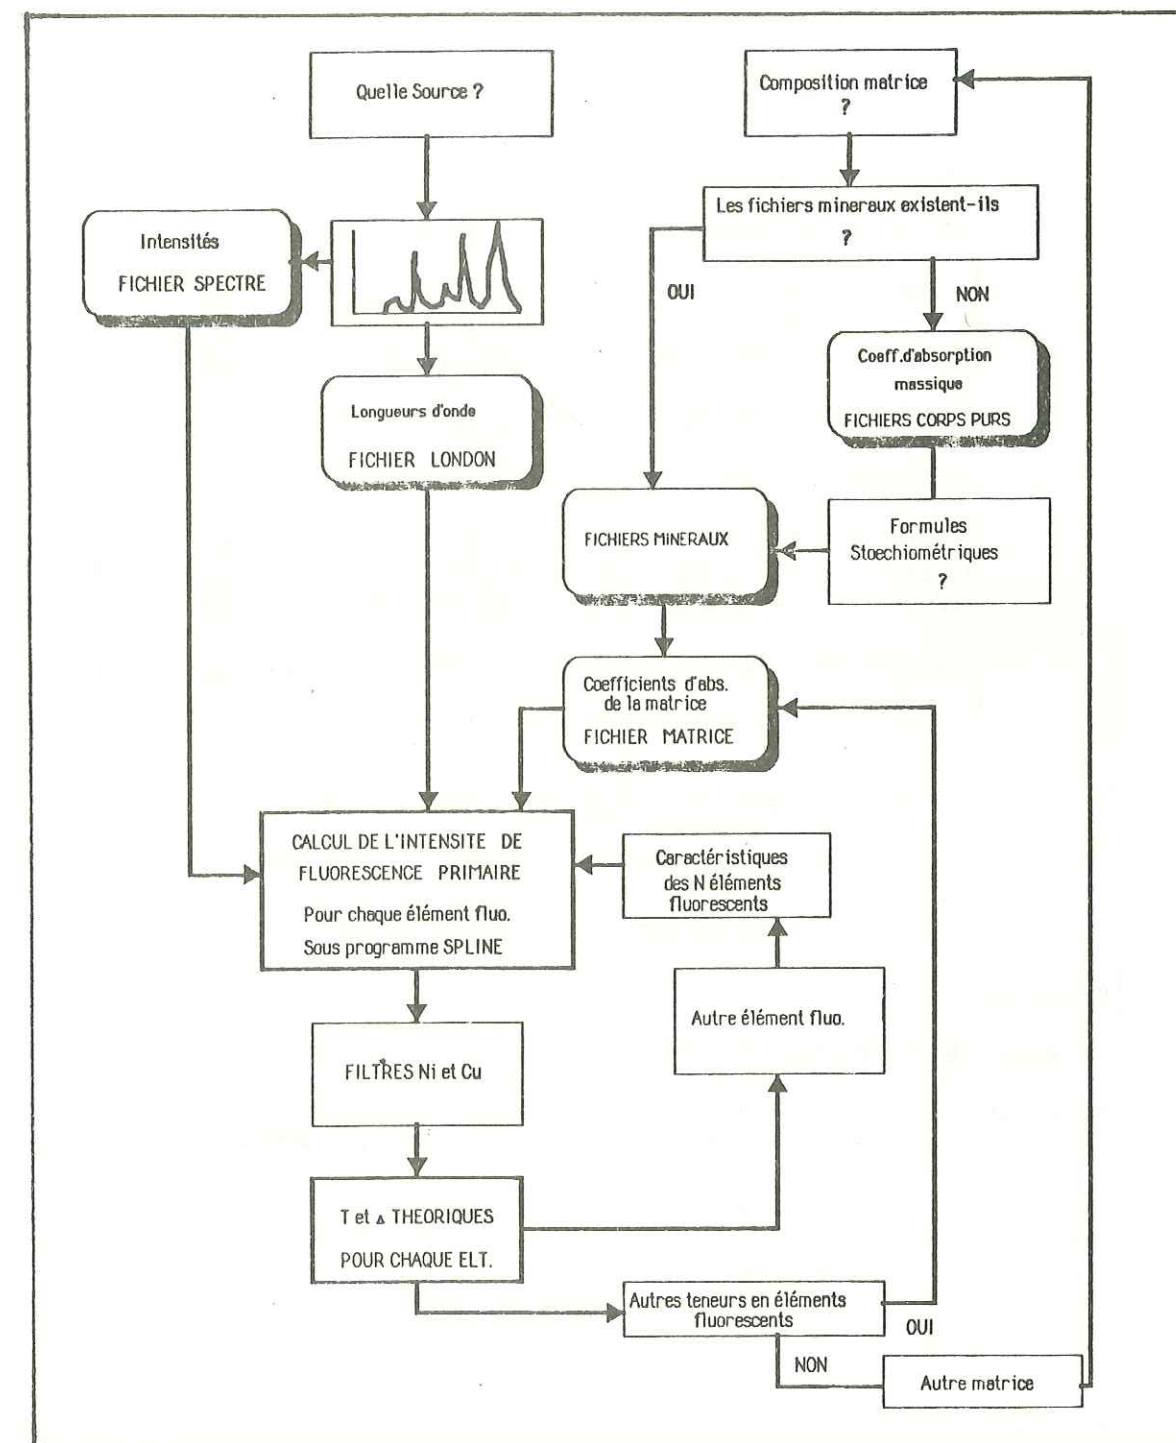 Quelle Source ?
Composition matrice
?
Les fichiers mineraux existent-ils
?
Intensités
FICHIER SPECTRE
OUI
NON
Coeff.d'absorption
massique
FICHIERS CORPS PURS
Longueurs d'onde
FICHIER LONDON
FICHIERS MINERAUX
Formules
Stoechiométriques
?
Coefficients d'abs.
de la matrice
FICHIER MATRICE
CALCUL DE L'INTENSITE DE
FLUORESCENCE PRIMAIRE
Pour chaque élément fluo.
Sous programme SPLINE
Caractéristiques
des N éléments
fluorescents
Autre élément fluo.
FILTRES Ni et Cu
T et Δ THEORIQUES
POUR CHAQUE ELT.
Autres teneurs en éléments
fluorescents
OUI
NON
Autre matrice